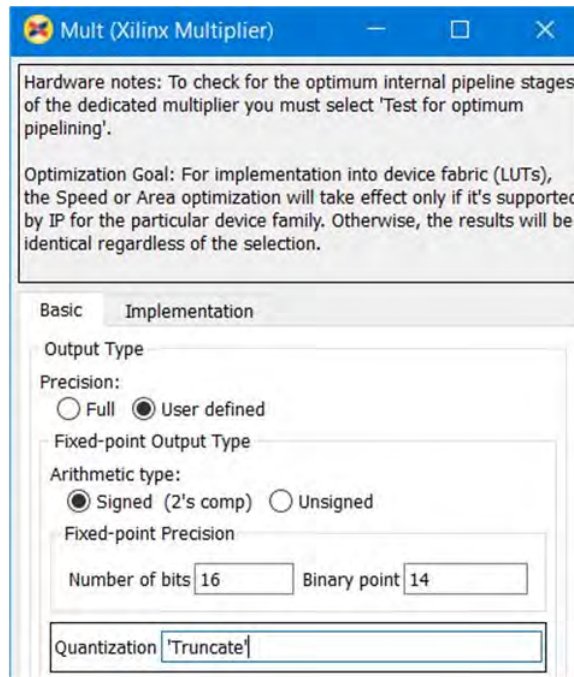 Mult (Xilinx Multiplier)
Hardware notes: To check for the optimum internal pipeline stages
of the dedicated multiplier you must select 'Test for optimum
pipelining'.
Optimization Goal: For implementation into device fabric (LUTs),
the Speed or Area optimization will take effect only if it's supported
by IP for the particular device family. Otherwise, the results will be
identical regardless of the selection.
Basic Implementation
Output Type
Precision:
Full User defined
Fixed-point Output Type
Arithmetic type:
Signed (2's comp) Unsigned
Fixed-point Precision
Number of bits 16 Binary point 14
Quantization 'Truncate'